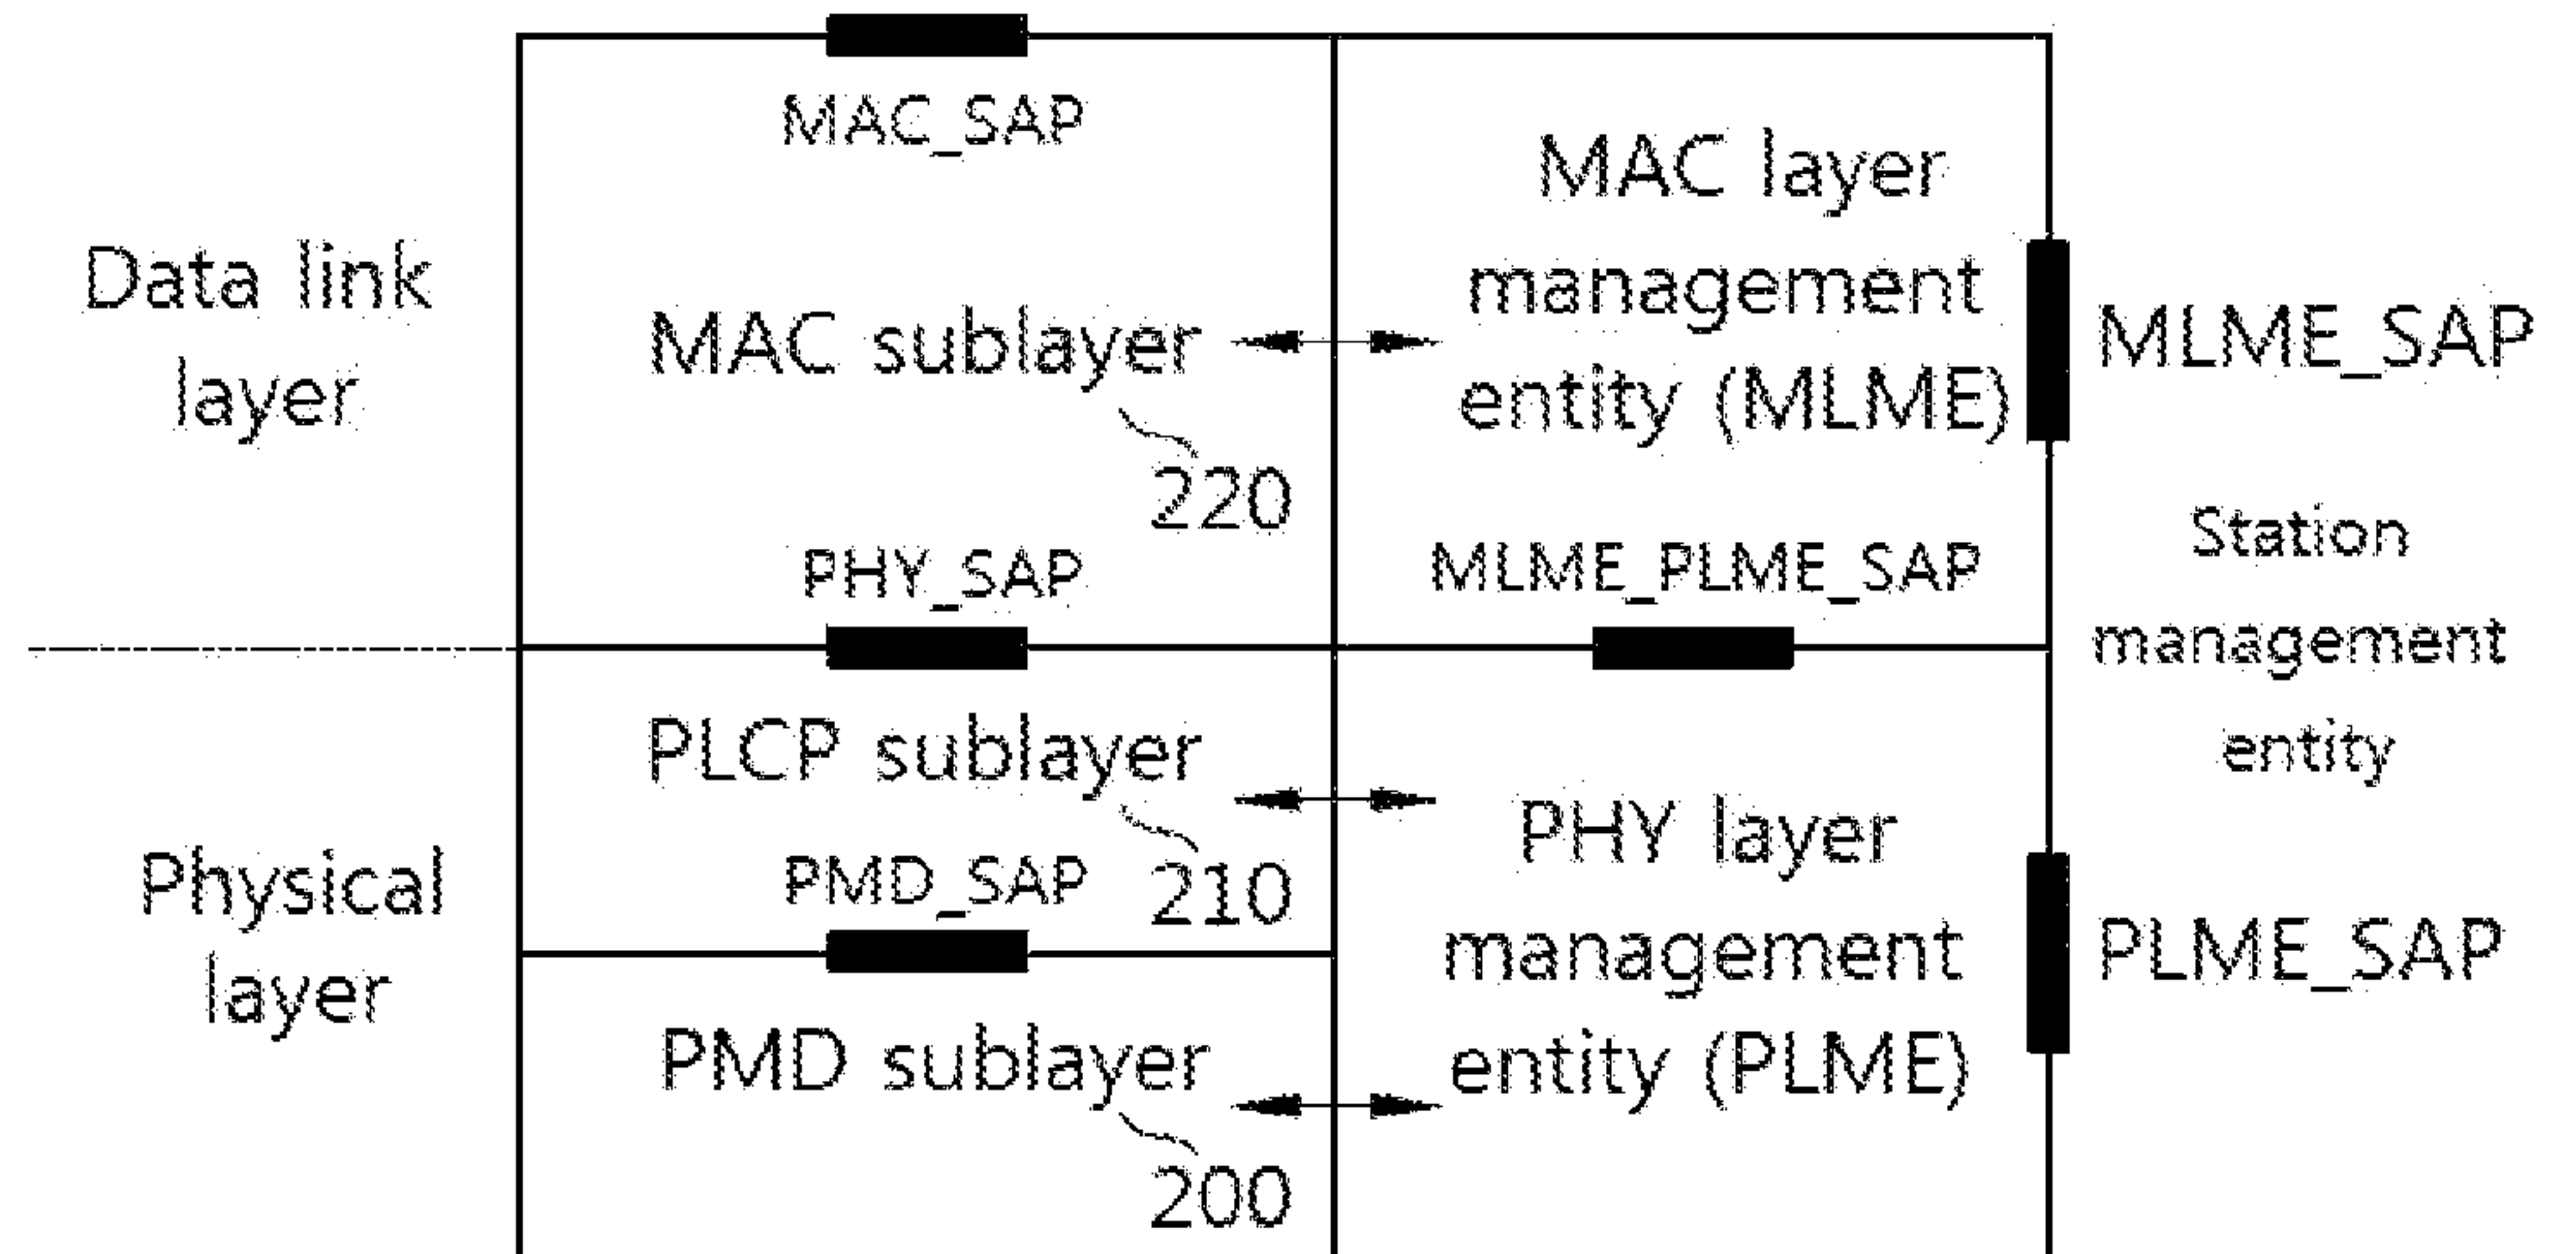 MAC_SAP
Data link
layer
MAC sublayer
220
MAC layer
management
entity (MLME)
MLME_SAP
PHY_SAP
MLME_PLME_SAP
Station
management
entity
Physical
layer
PLCP sublayer
210
PMD_SAP
PHY layer
management
entity (PLME)
PLME_SAP
PMD sublayer
200